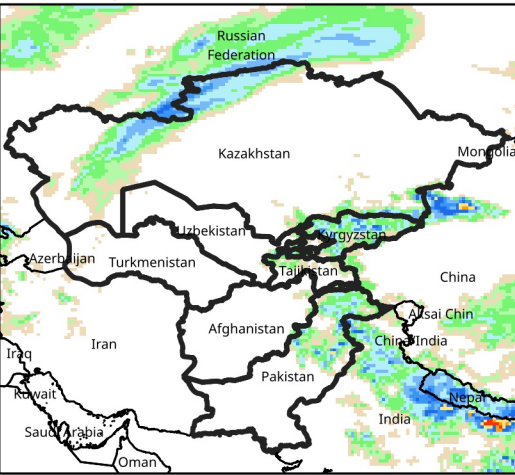 Russian
Federation
Kazakhstan
Mongolia
Uzbekistan
Kyrgyzstan
Azerbaijan
Turkmenistan
Tajikistan
China
Aksai Chin
Afghanistan
Iran
China/India
Iraq
Pakistan
Kuwait
Nepal
India
Saudi Arabia
Oman